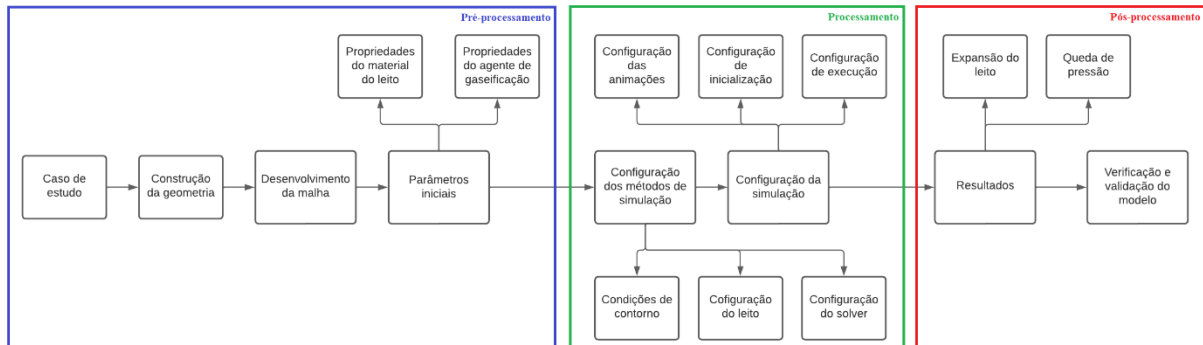 Pré-processamento
Propriedades
do material
do leito
Propriedades
do agente de
gaseificação
Caso de
estudo
Construção
da geometria
Desenvolvimento
da malha
Parâmetros
iniciais
Processamento
Configuração
das
animações
Configuração
de
inicialização
Configuração
de execução
Configuração
dos métodos de
simulação
Configuração da
simulação
Condições de
contorno
Cofiguração
do leito
Configuração
do solver
Pós-processamento
Expansão do
leito
Queda de
pressão
Resultados
Verificação e
validação do
modelo